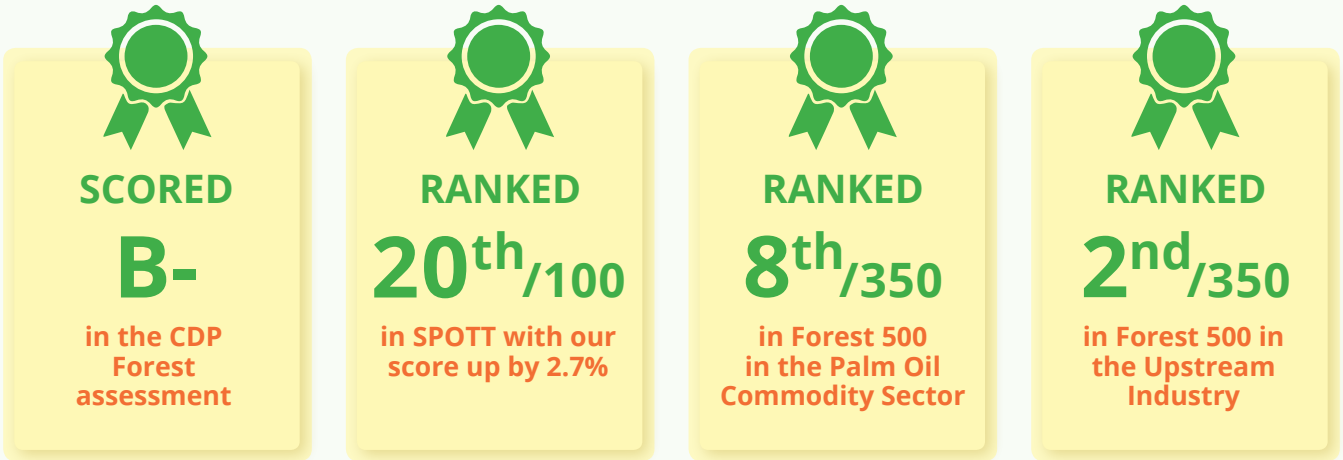 SCORED
B-
in the CDP
Forest
assessment
RANKED
20th/100
in SPOTT with our
score up by 2.7%
RANKED
8th/350
in Forest 500
in the Palm Oil
Commodity Sector
RANKED
2nd/350
in Forest 500 in
the Upstream
Industry